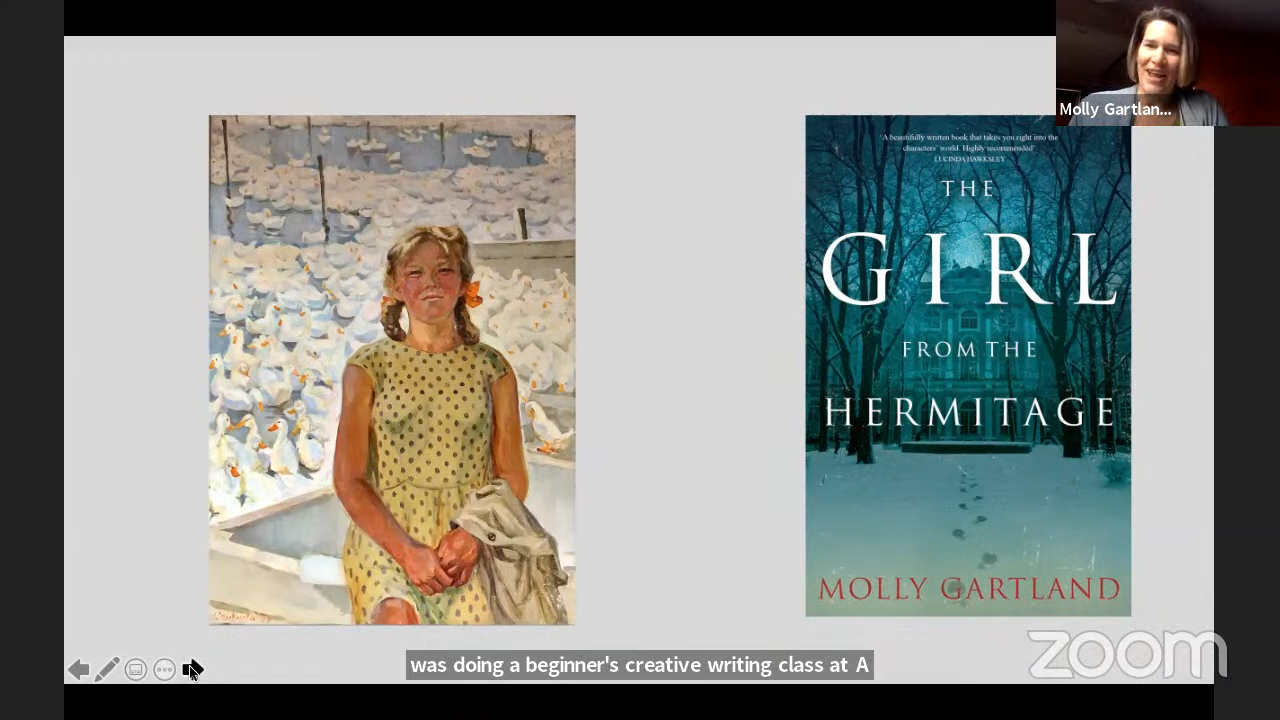 Molly Gartlan...
'A beautifully written book that takes you right into the
characters' world. Highly recommended'
LUCINDA HAWKSLEY
THE
GIRL
FROM THE
HERMITAGE
MOLLY GARTLAND
was doing a beginner's creative writing class at A
zoom